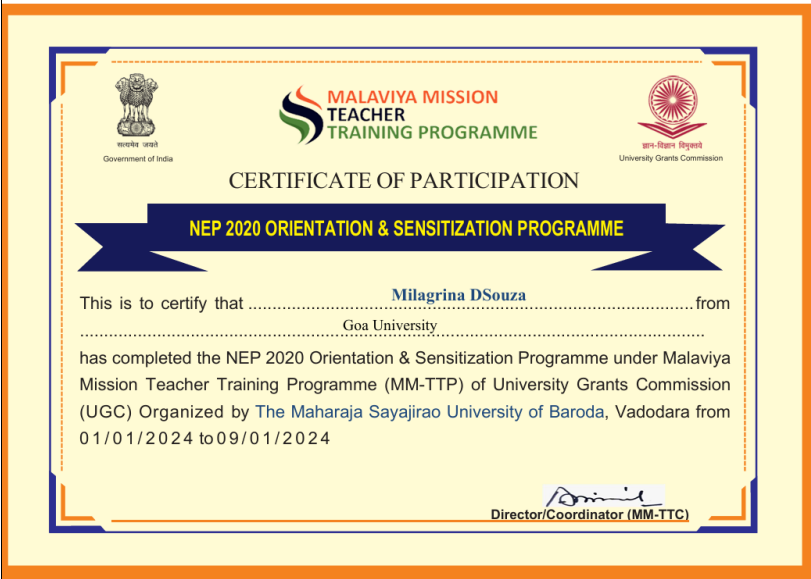 MALAVIYA MISSION
TEACHER
TRAINING PROGRAMME
सत्यमेव जयते
Government of India
ज्ञान-विज्ञान विमुक्तये
University Grants Commission
CERTIFICATE OF PARTICIPATION
NEP 2020 ORIENTATION & SENSITIZATION PROGRAMME
This is to certify that Milagrina DSouza from
Goa University
has completed the NEP 2020 Orientation & Sensitization Programme under Malaviya
Mission Teacher Training Programme (MM-TTP) of University Grants Commission
(UGC) Organized by The Maharaja Sayajirao University of Baroda, Vadodara from
01/01/2024 to 09/01/2024
Director/Coordinator (MM-TTC)